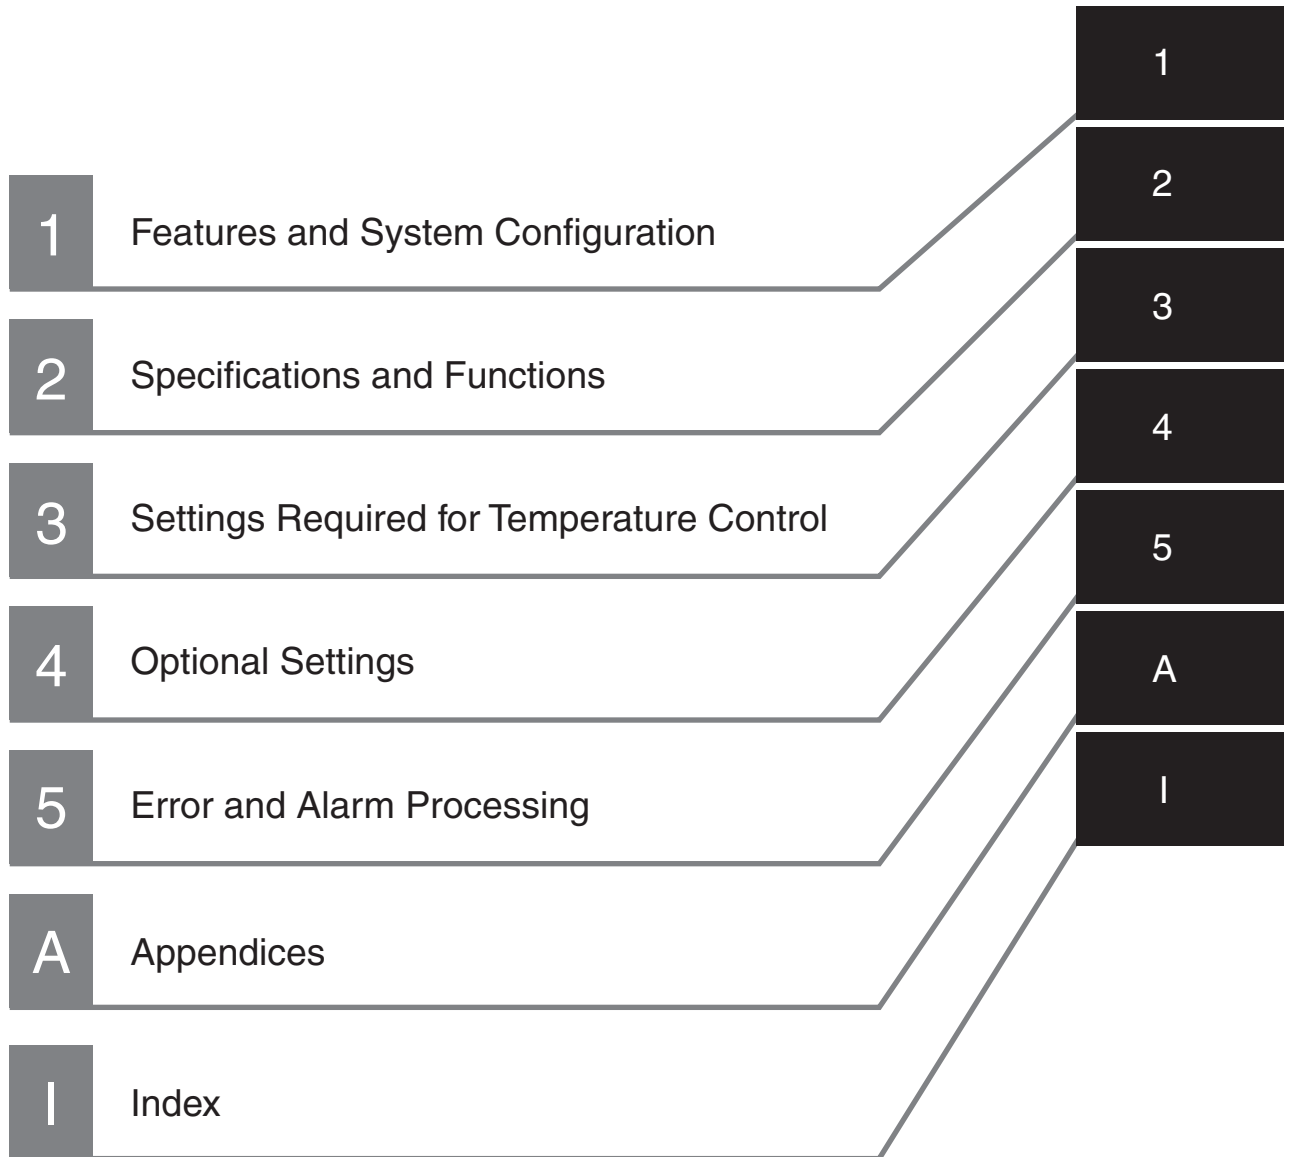 1 Features and System Configuration
2 Specifications and Functions
3 Settings Required for Temperature Control
4 Optional Settings
5 Error and Alarm Processing
A Appendices
I Index
1
2
3
4
5
A
I